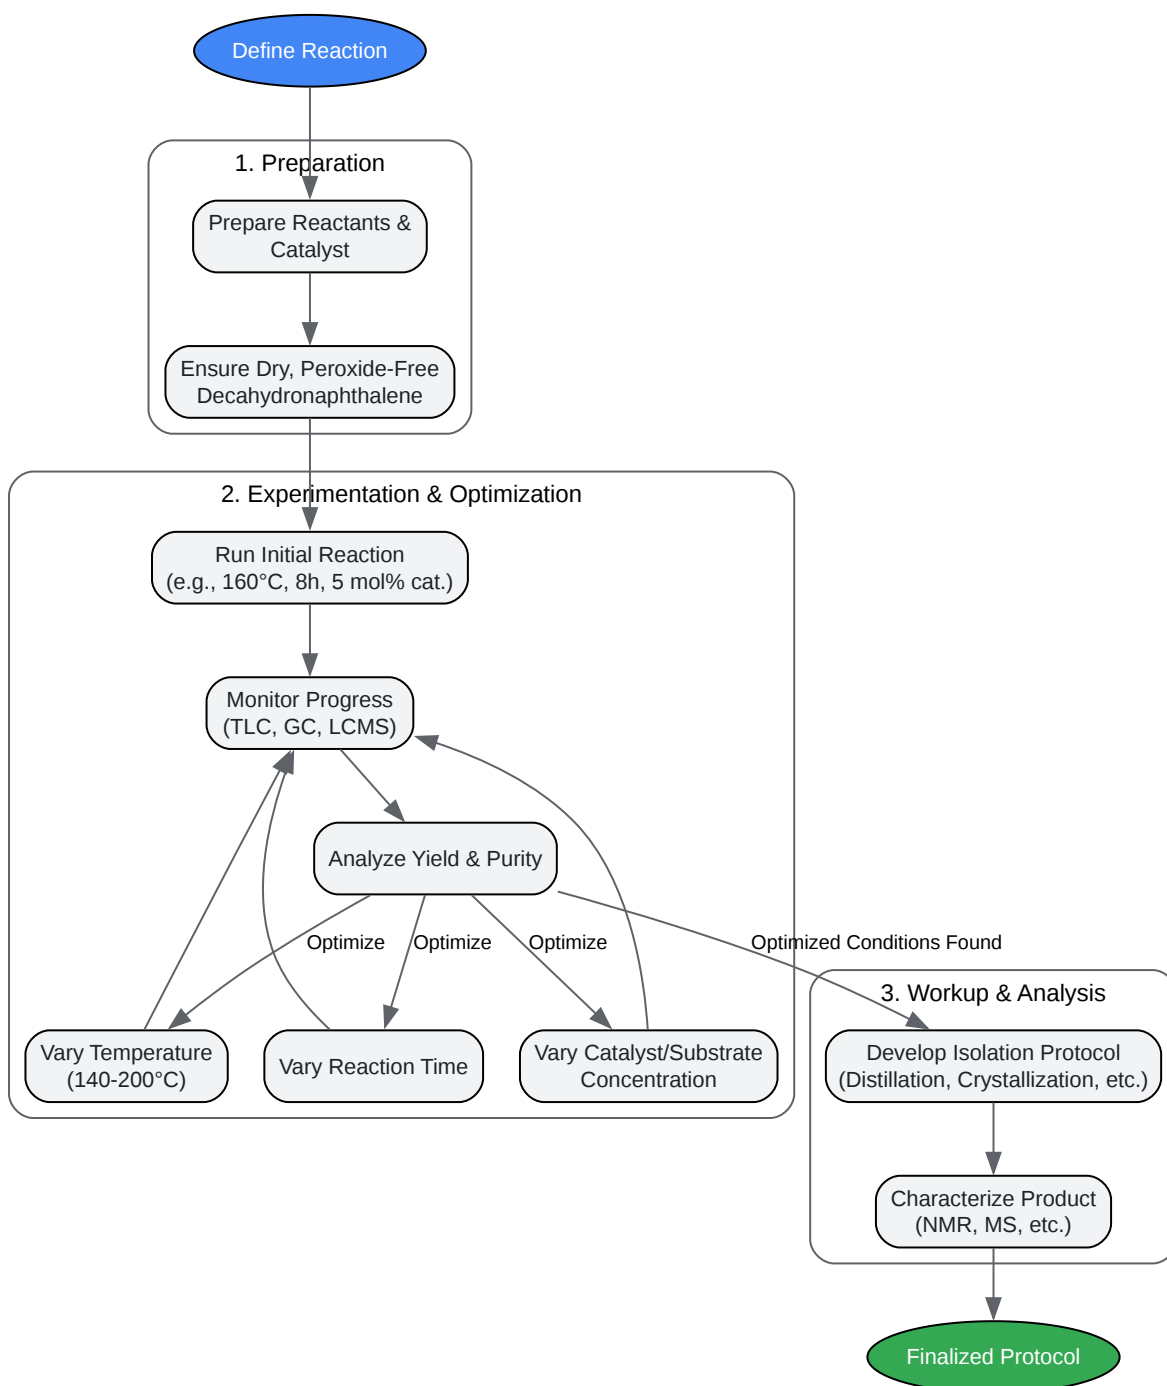 Define Reaction
1. Preparation
Prepare Reactants &
Catalyst
Ensure Dry, Peroxide-Free
Decahydronaphthalene
2. Experimentation & Optimization
Run Initial Reaction
(e.g., 160°C, 8h, 5 mol% cat.)
Monitor Progress
(TLC, GC, LCMS)
Analyze Yield & Purity
Optimize
Optimize
Optimize
Optimized Conditions Found
Vary Temperature
(140-200°C)
Vary Reaction Time
Vary Catalyst/Substrate
Concentration
3. Workup & Analysis
Develop Isolation Protocol
(Distillation, Crystallization, etc.)
Characterize Product
(NMR, MS, etc.)
Finalized Protocol